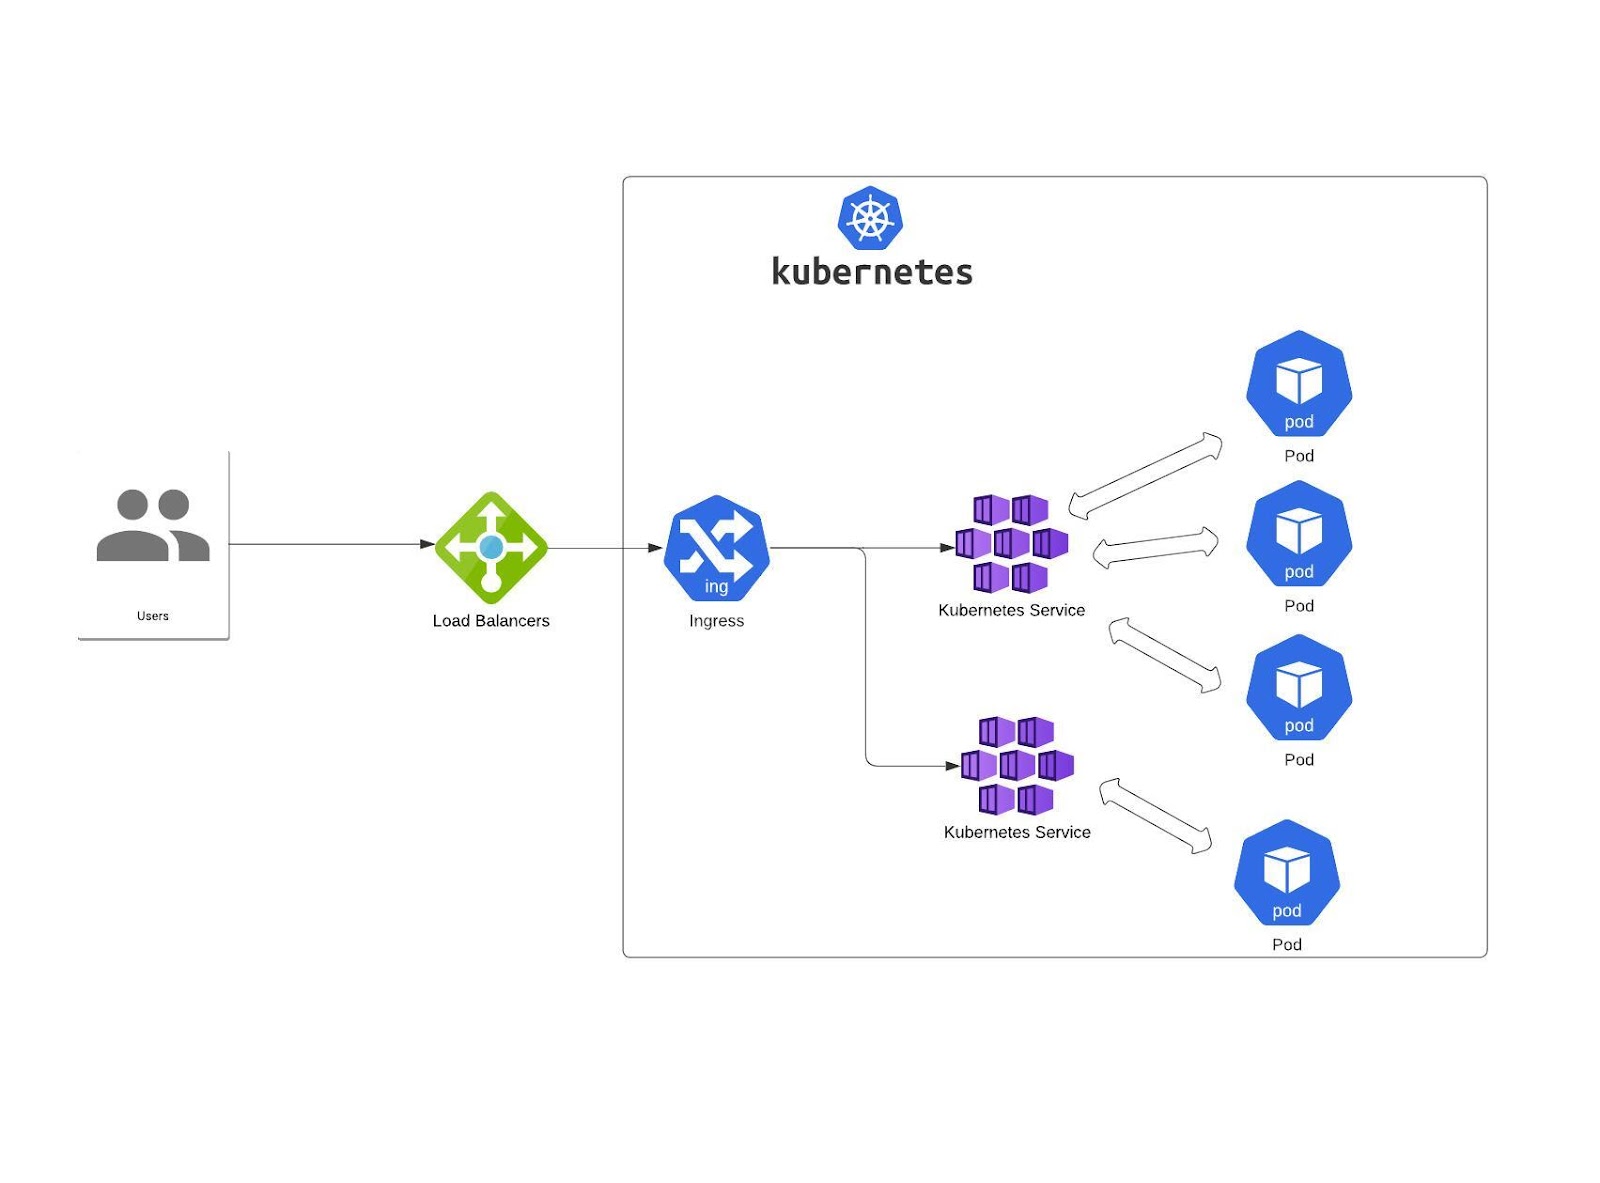 kubernetes
Users
Load Balancers
ing
Ingress
Kubernetes Service
pod
Pod
pod
Pod
pod
Pod
Kubernetes Service
pod
Pod